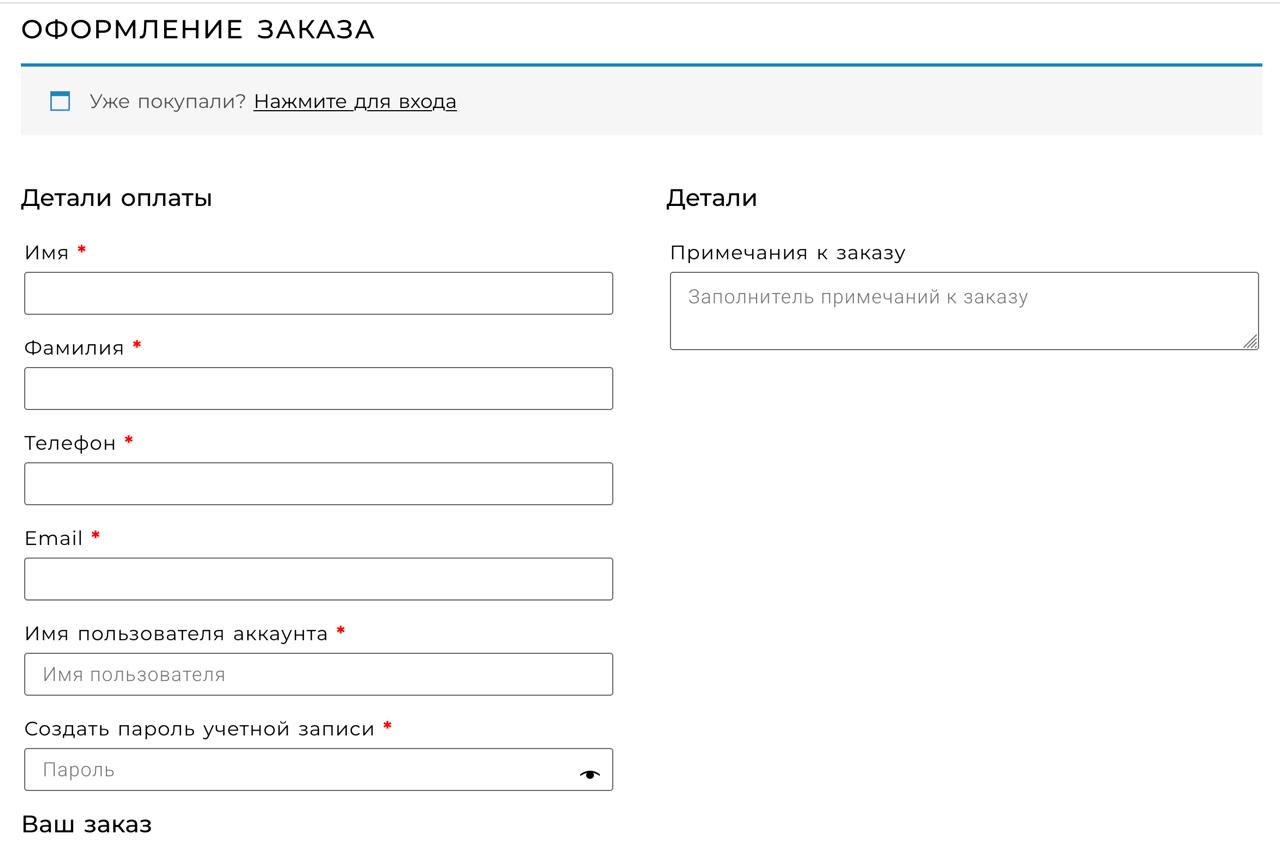 ОФОРМЛЕНИЕ ЗАКАЗА
Уже покупали? Нажмите для входа
Детали оплаты
Имя *
Фамилия *
Телефон *
Email *
Имя пользователя аккаунта *
Имя пользователя
Создать пароль учетной записи *
Пароль
Ваш заказ
Детали
Примечания к заказу
Заполнитель примечаний к заказу